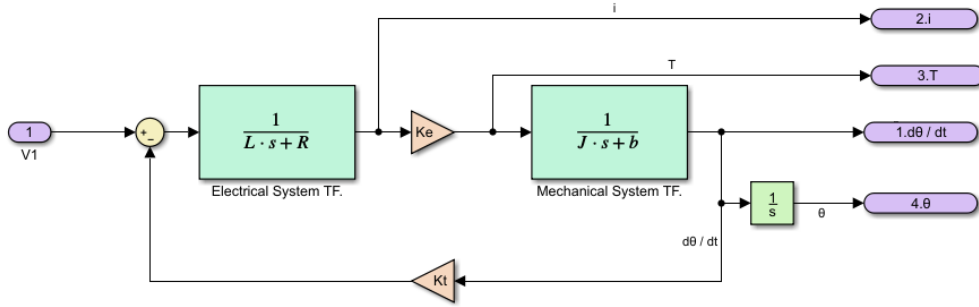 i
2.i
T
3.T
1
V1
+
−
1
L · s + R
Electrical System TF.
Ke
1
J · s + b
Mechanical System TF.
1.dθ / dt
1
s
θ
4.θ
dθ / dt
Kt